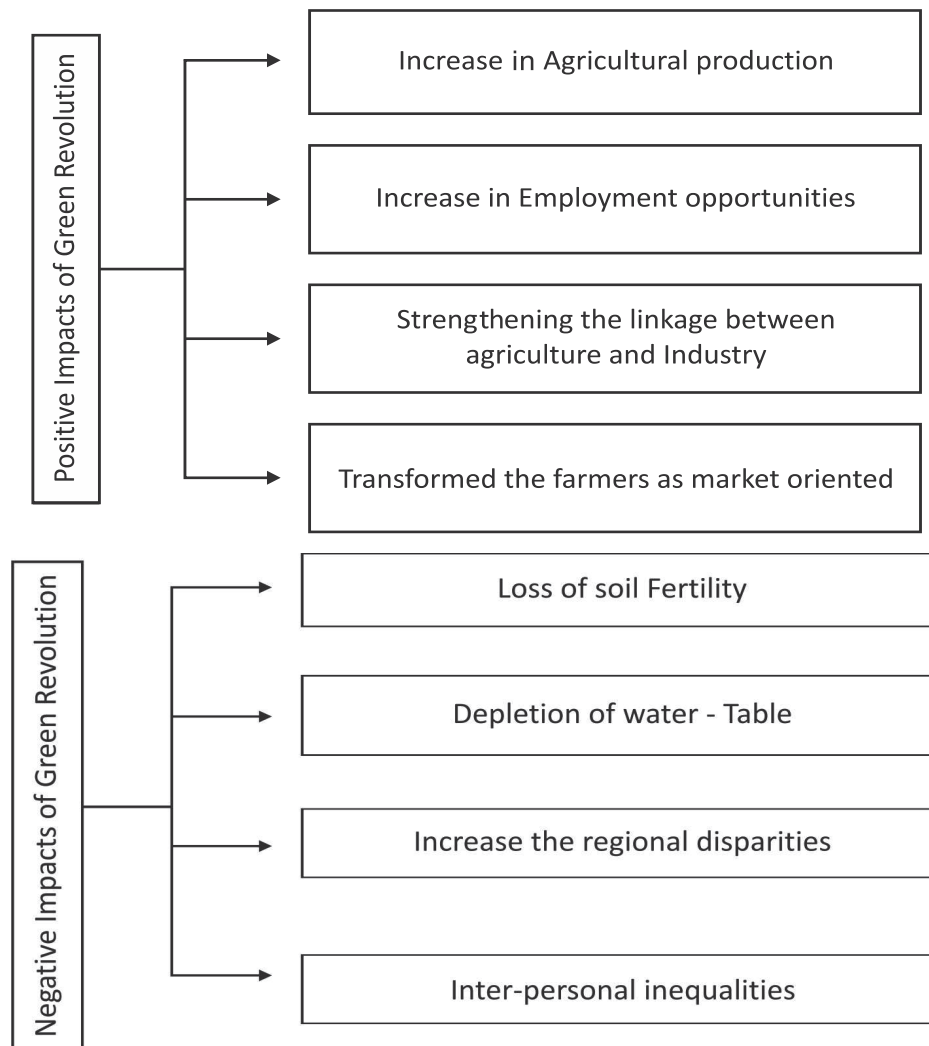 Positive Impacts of Green Revolution
Increase in Agricultural production
Increase in Employment opportunities
Strengthening the linkage between
agriculture and Industry
Transformed the farmers as market oriented
Negative Impacts of Green Revolution
Loss of soil Fertility
Depletion of water - Table
Increase the regional disparities
Inter-personal inequalities